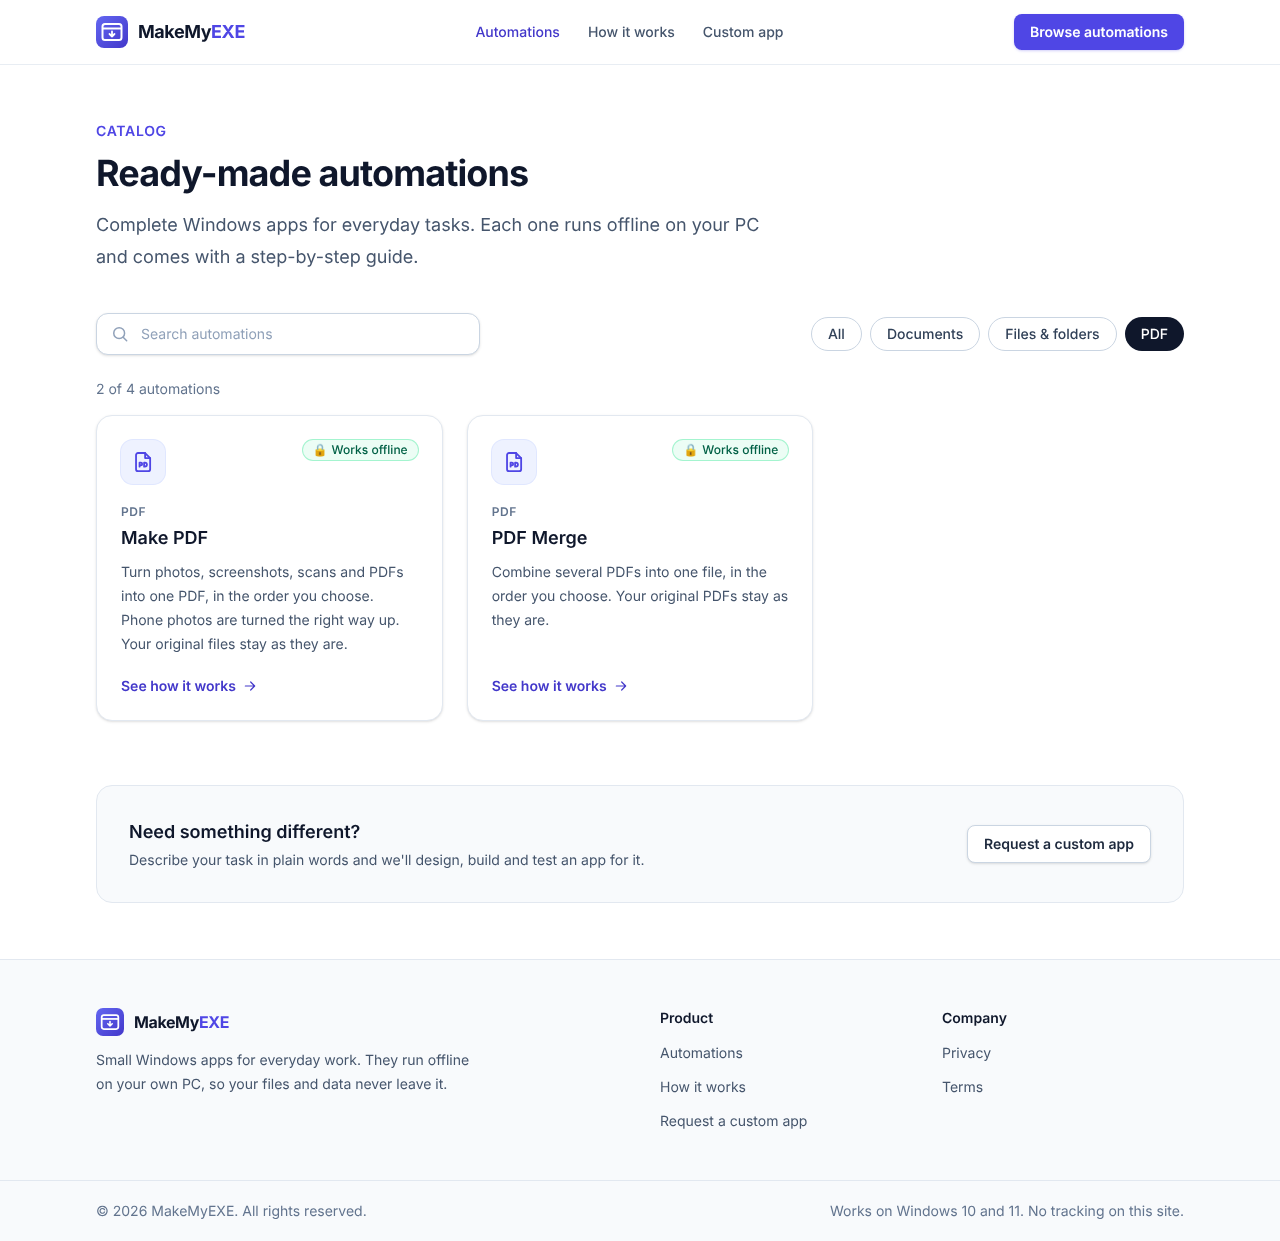 MakeMyEXE
Automations
How it works
Custom app
Browse automations
CATALOG
Ready-made automations
Complete Windows apps for everyday tasks. Each one runs offline on your PC
and comes with a step-by-step guide.
Search automations
All
Documents
Files & folders
PDF
2 of 4 automations
PD
🔒 Works offline
PDF
Make PDF
Turn photos, screenshots, scans and PDFs
into one PDF, in the order you choose.
Phone photos are turned the right way up.
Your original files stay as they are.
See how it works →
PD
🔒 Works offline
PDF
PDF Merge
Combine several PDFs into one file, in the
order you choose. Your original PDFs stay as
they are.
See how it works →
Need something different?
Describe your task in plain words and we'll design, build and test an app for it.
Request a custom app
MakeMyEXE
Small Windows apps for everyday work. They run offline
on your own PC, so your files and data never leave it.
Product
Automations
How it works
Request a custom app
Company
Privacy
Terms
© 2026 MakeMyEXE. All rights reserved.
Works on Windows 10 and 11. No tracking on this site.